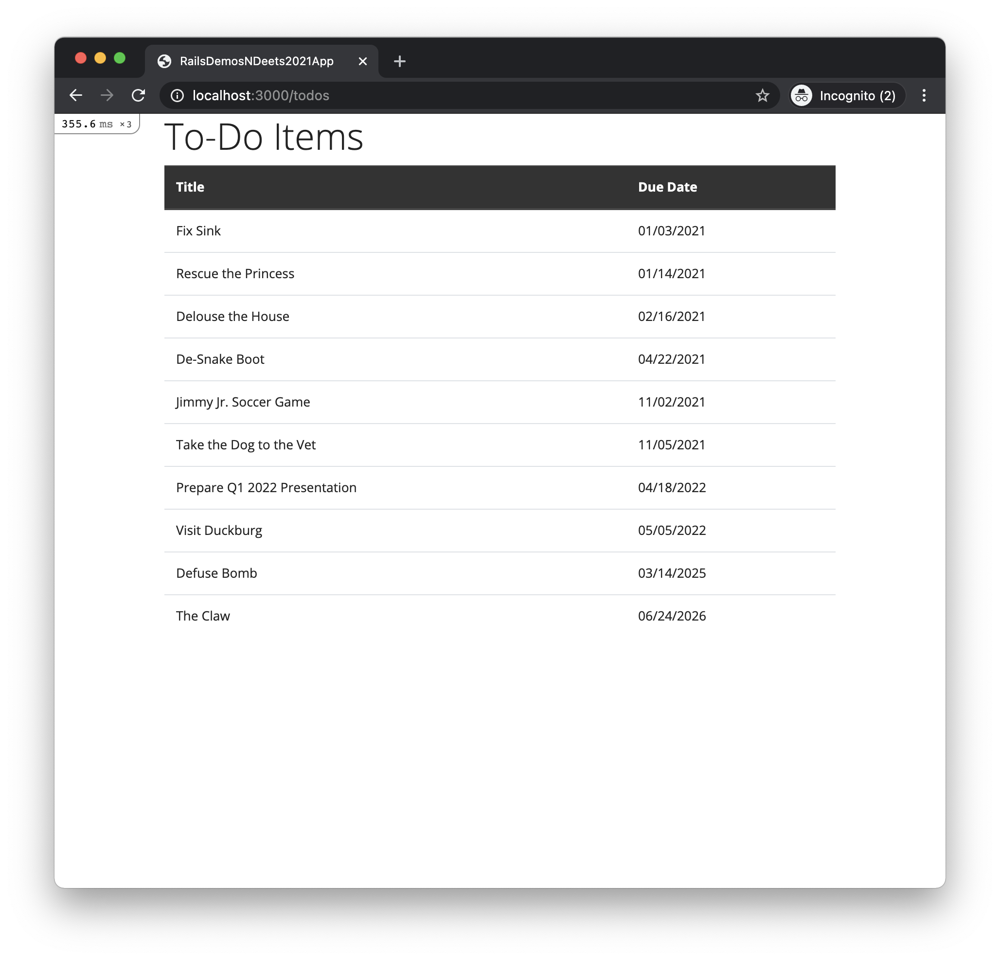 RailsDemosNDeets2021App
localhost:3000/todos
Incognito (2)
355.6 ms ×3
To-Do Items
Title Due Date
Fix Sink 01/03/2021
Rescue the Princess 01/14/2021
Delouse the House 02/16/2021
De-Snake Boot 04/22/2021
Jimmy Jr. Soccer Game 11/02/2021
Take the Dog to the Vet 11/05/2021
Prepare Q1 2022 Presentation 04/18/2022
Visit Duckburg 05/05/2022
Defuse Bomb 03/14/2025
The Claw 06/24/2026